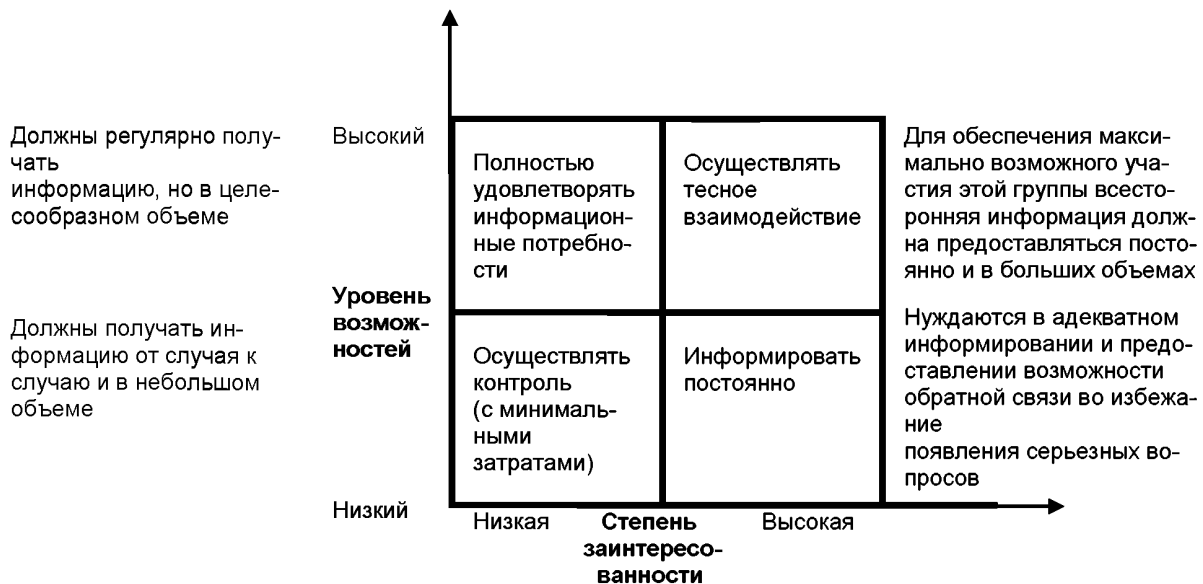 Должны регулярно полу-
чать
информацию, но в целе-
сообразном объеме
Должны получать ин-
формацию от случая к
случаю и в небольшом
объеме
Высокий
Уровень
возмож-
ностей
Низкий
Полностью
удовлетворять
информацион-
ные потребно-
сти
Осуществлять
тесное
взаимодействие
Осуществлять
контроль
(с минималь-
ными
затратами)
Информировать
постоянно
Низкая
Степень
заинтересо-
ванности
Высокая
Для обеспечения макси-
мально возможного уча-
стия этой группы всесто-
ронняя информация долж-
на предоставляться посто-
янно и в больших объемах
Нуждаются в адекватном
информировании и предо-
ставлении возможности
обратной связи во избежа-
ние
появления серьезных во-
просов